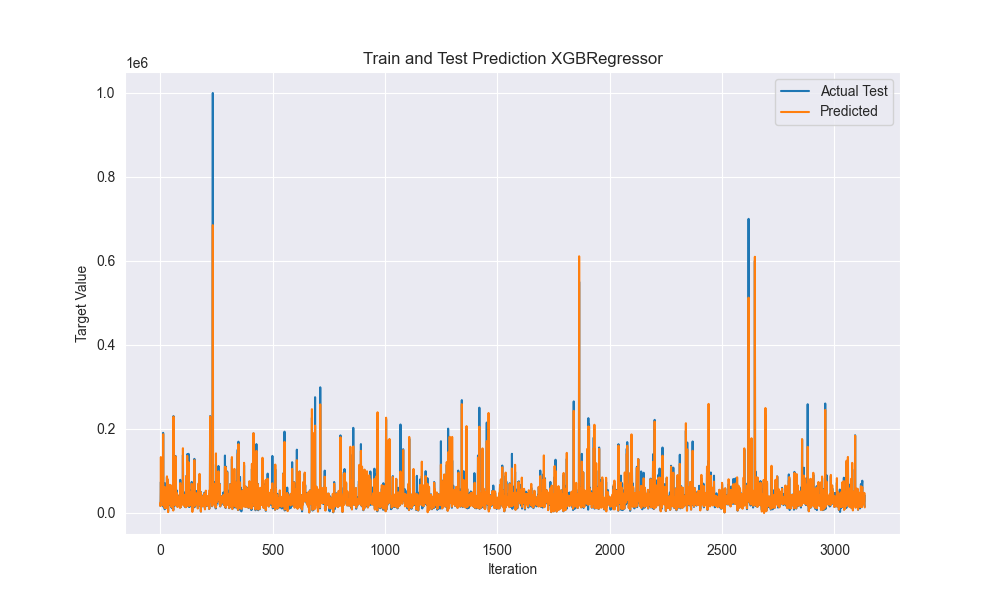 Train and Test Prediction XGBRegressor
1e6
1.0
0.8
0.6
0.4
0.2
0.0
Target Value
Actual Test
Predicted
0 500 1000 1500 2000 2500 3000
Iteration